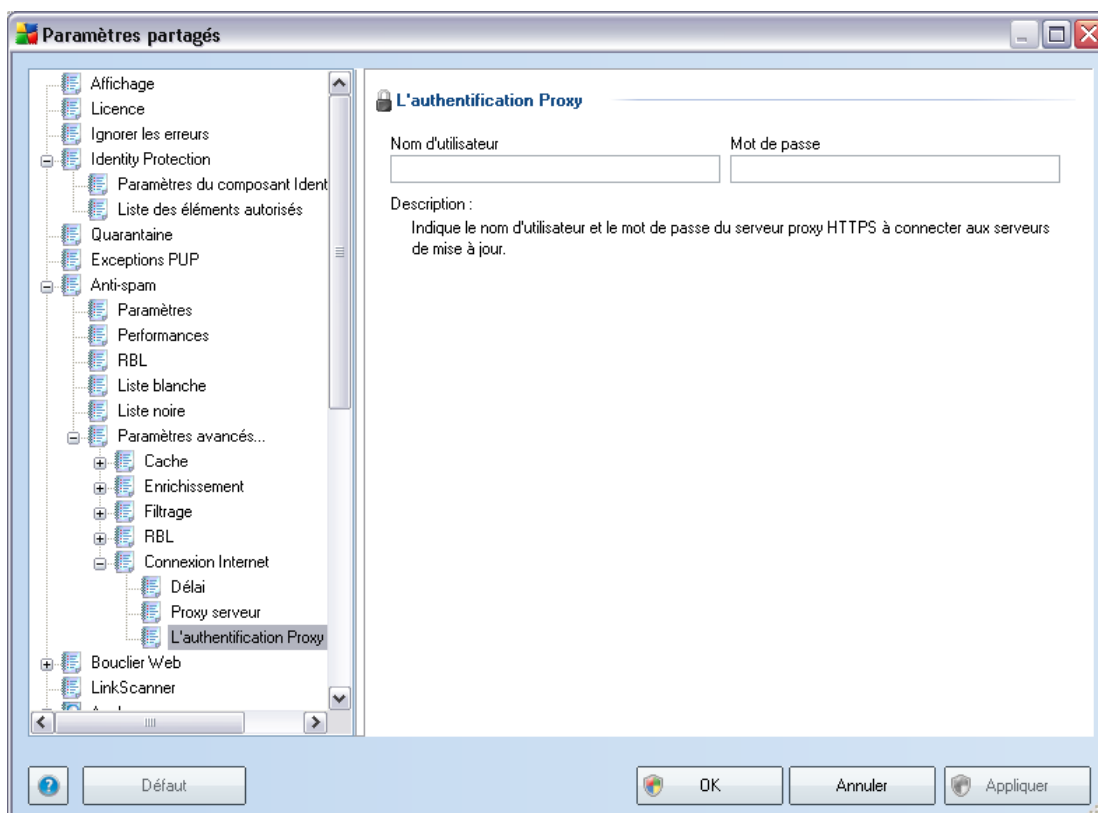 Paramètres partagés
Affichage
Licence
Ignorer les erreurs
Identity Protection
Paramètres du composant Ident
Liste des éléments autorisés
Quarantaine
Exceptions PUP
Anti-spam
Paramètres
Performances
RBL
Liste blanche
Liste noire
Paramètres avancés...
Cache
Enrichissement
Filtrage
RBL
Connexion Internet
Délai
Proxy serveur
L'authentification Proxy
Bouclier Web
LinkScanner
L'authentification Proxy
Nom d'utilisateur
Mot de passe
Description :
Indique le nom d'utilisateur et le mot de passe du serveur proxy HTTPS à connecter aux serveurs
de mise à jour.
Défaut
OK
Annuler
Appliquer